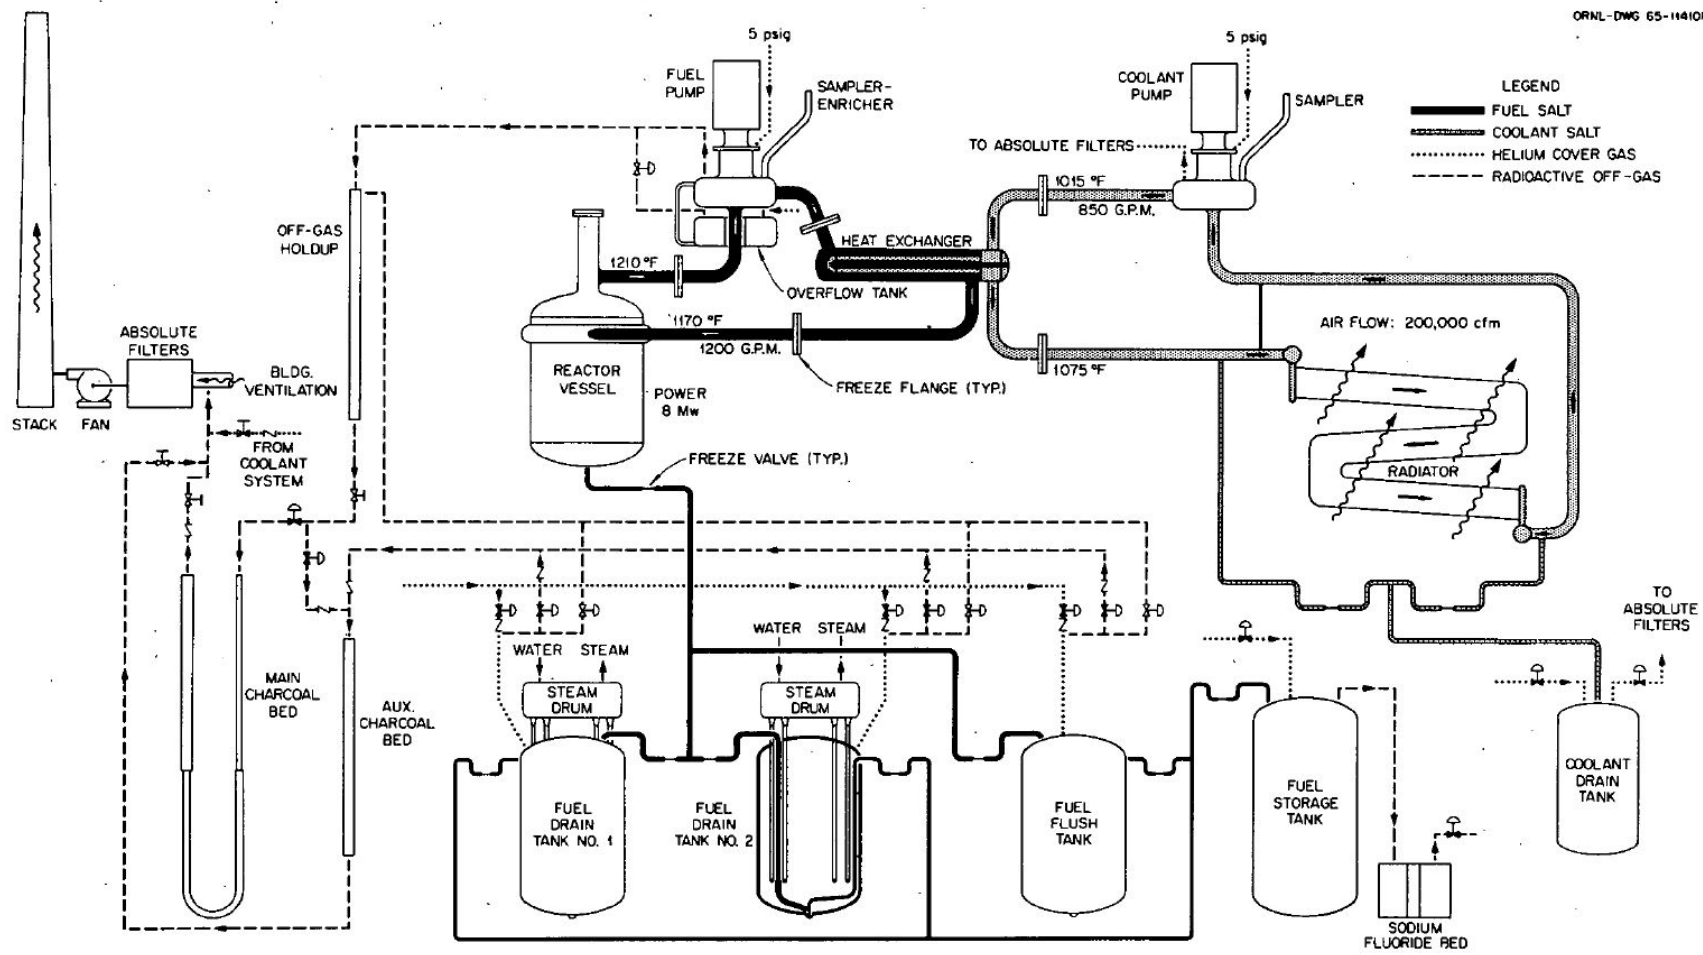 ORNL-DWG 65-11410
5 psig
5 psig
FUEL
PUMP
SAMPLER-
ENRICHER
COOLANT
PUMP
SAMPLER
LEGEND
FUEL SALT
COOLANT SALT
HELIUM COVER GAS
RADIOACTIVE OFF-GAS
TO ABSOLUTE FILTERS
1015 °F
850 G.P.M.
OFF-GAS
HOLDUP
1210 °F
HEAT EXCHANGER
OVERFLOW TANK
1170 °F
1200 G.P.M.
1075 °F
AIR FLOW: 200,000 cfm
ABSOLUTE
FILTERS
BLDG.
VENTILATION
REACTOR
VESSEL
POWER
8 Mw
FREEZE FLANGE (TYP.)
STACK
FAN
FROM
COOLANT
SYSTEM
FREEZE VALVE (TYP.)
RADIATOR
TO
ABSOLUTE
FILTERS
WATER
STEAM
WATER
STEAM
STEAM
DRUM
STEAM
DRUM
MAIN
CHARCOAL
BED
AUX.
CHARCOAL
BED
FUEL
DRAIN
TANK NO. 1
FUEL
DRAIN
TANK NO. 2
FUEL
FLUSH
TANK
FUEL
STORAGE
TANK
COOLANT
DRAIN
TANK
SODIUM
FLUORIDE BED